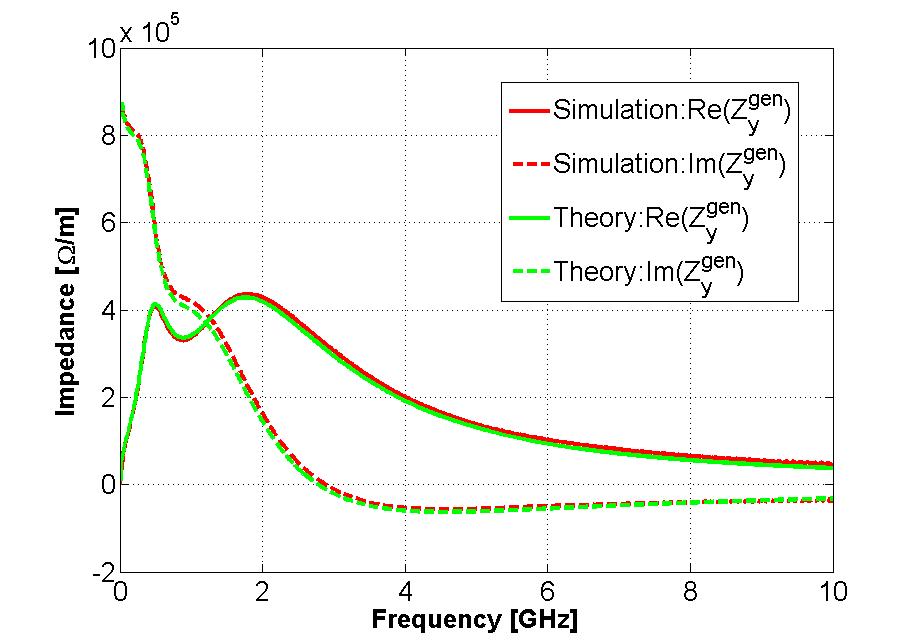 x 10^5
10
8
6
4
2
0
-2
Impedance [Ω/m]
Simulation:Re(Z_y^gen)
Simulation:Im(Z_y^gen)
Theory:Re(Z_y^gen)
Theory:Im(Z_y^gen)
0 2 4 6 8 10
Frequency [GHz]